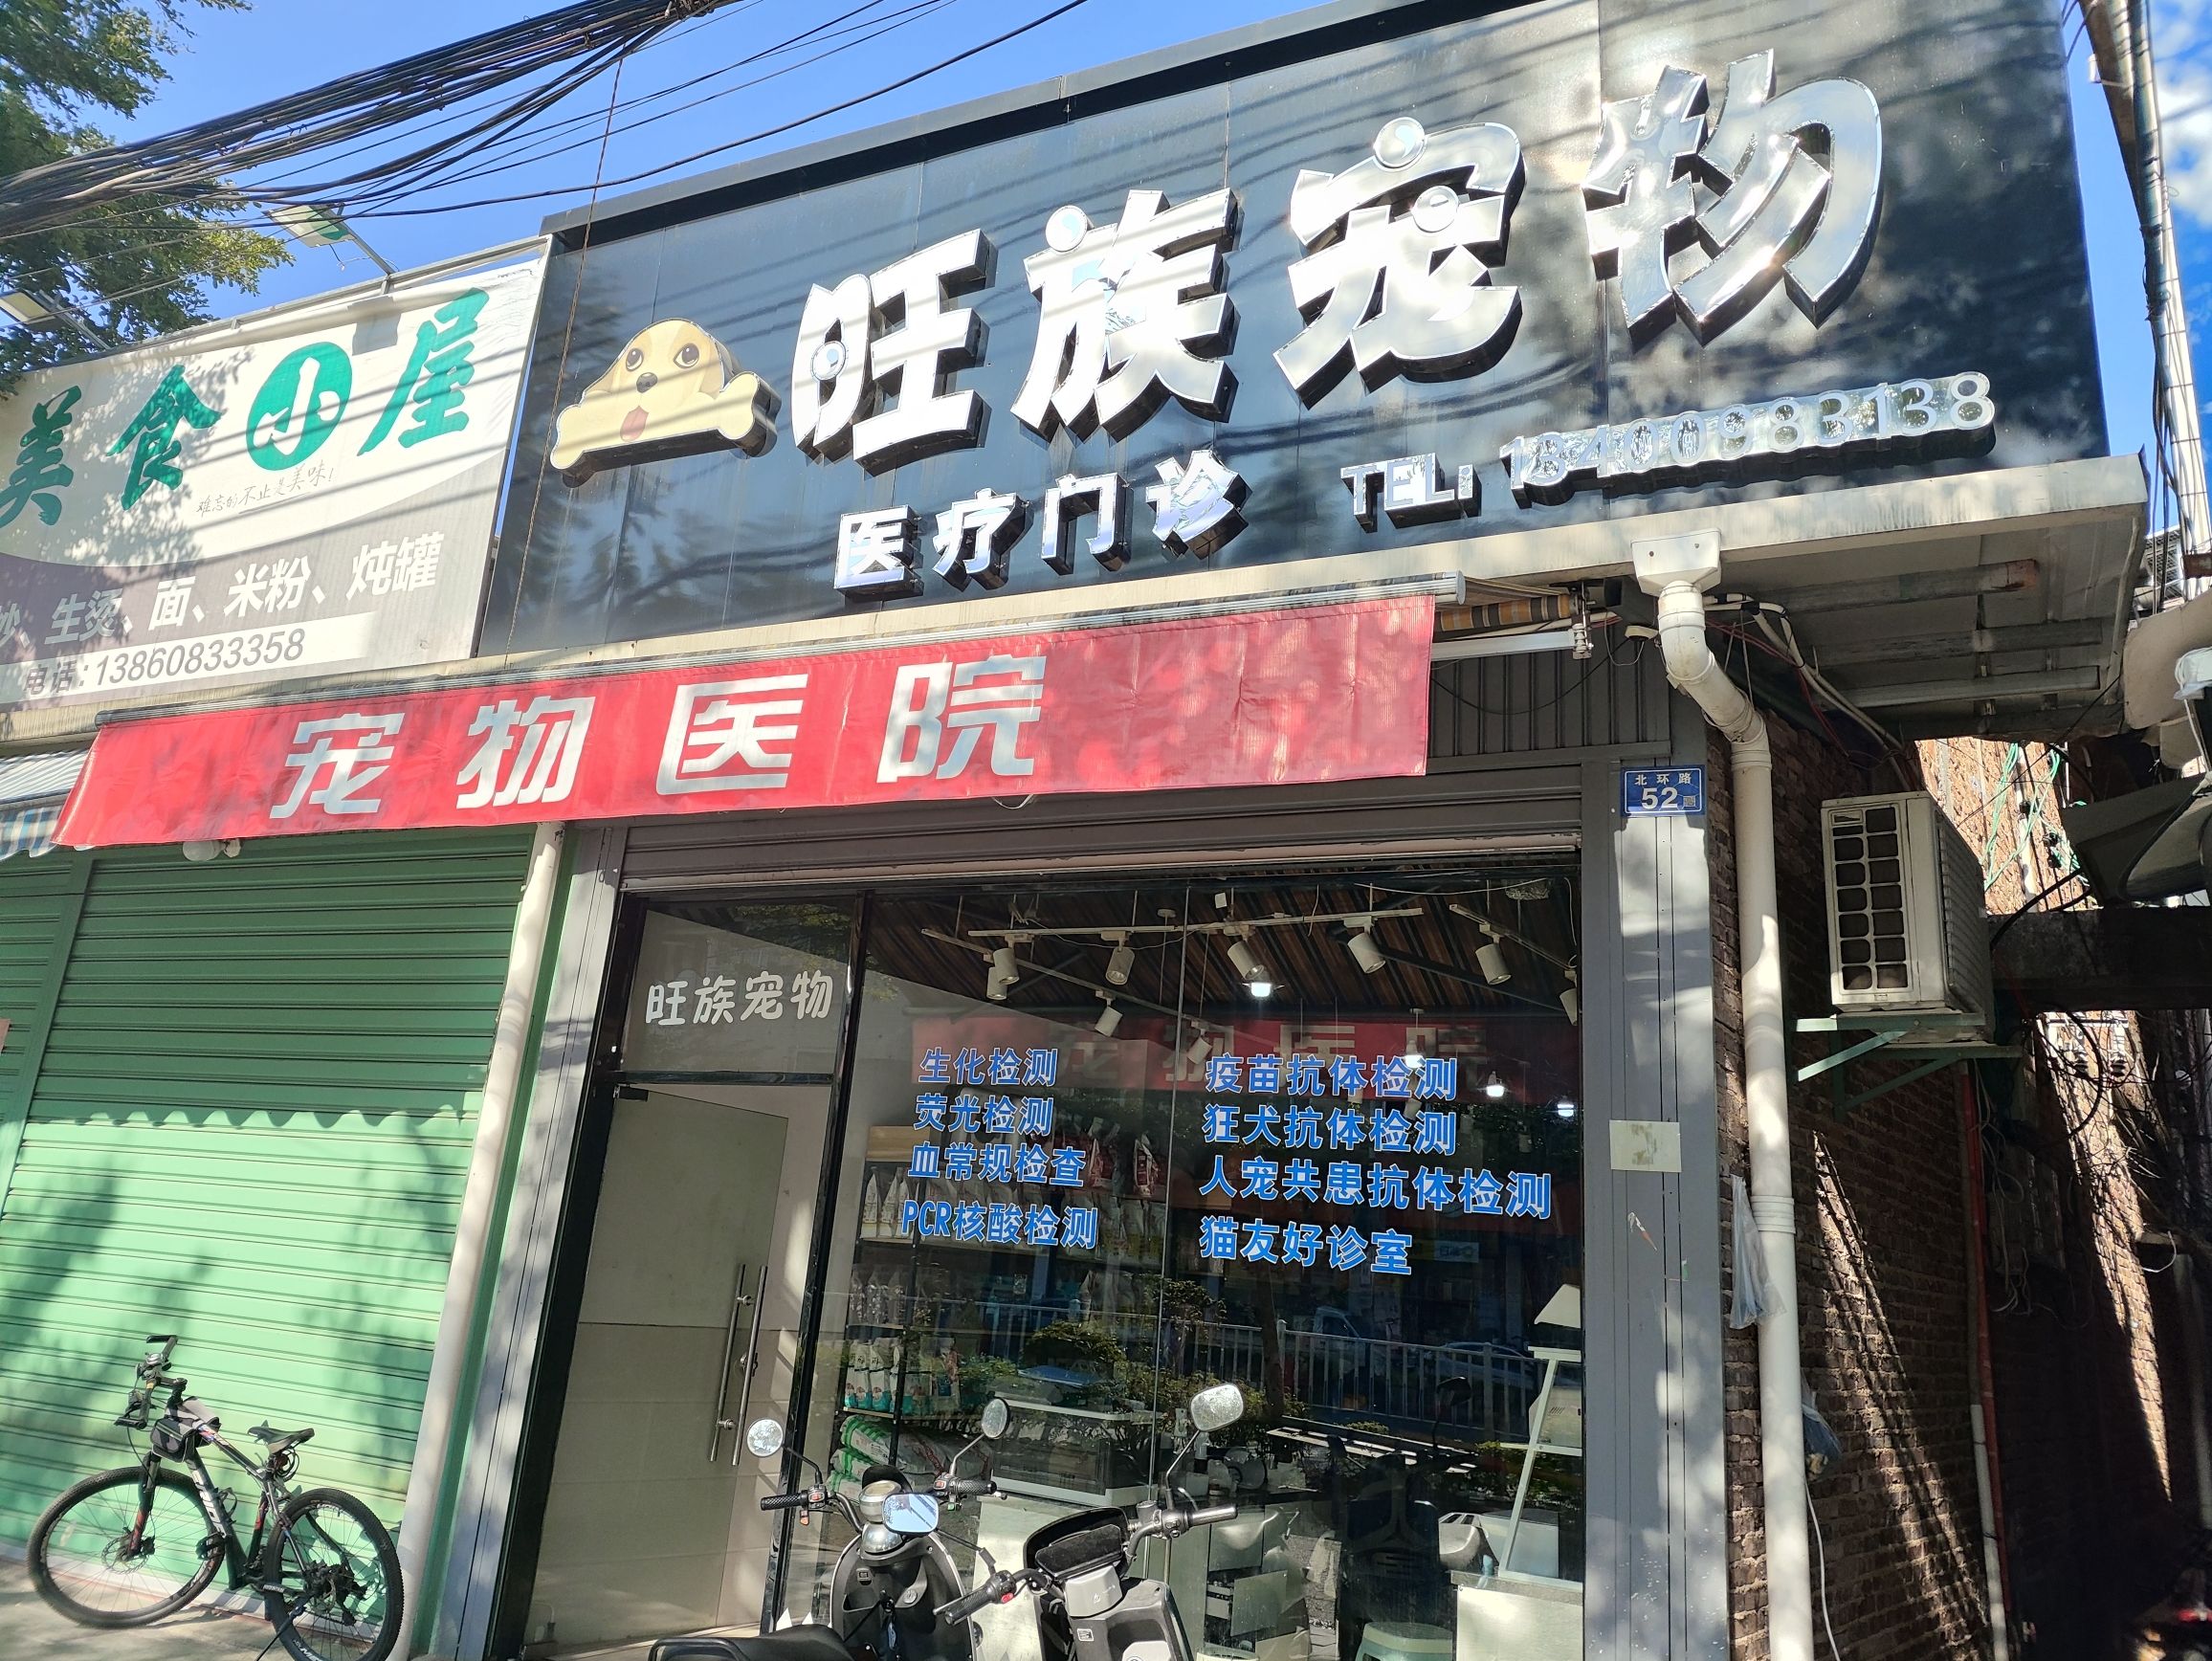 旺族宠物
医疗门诊 TEL: 13400983138
美食小屋
难忘的不止是美味!
炒、生烫、面、米粉、炖罐
电话:13860833358
宠物医院
北环路
52
旺族宠物
生化检测
荧光检测
血常规检查
PCR核酸检测
疫苗抗体检测
狂犬抗体检测
人宠共患抗体检测
猫友好诊室